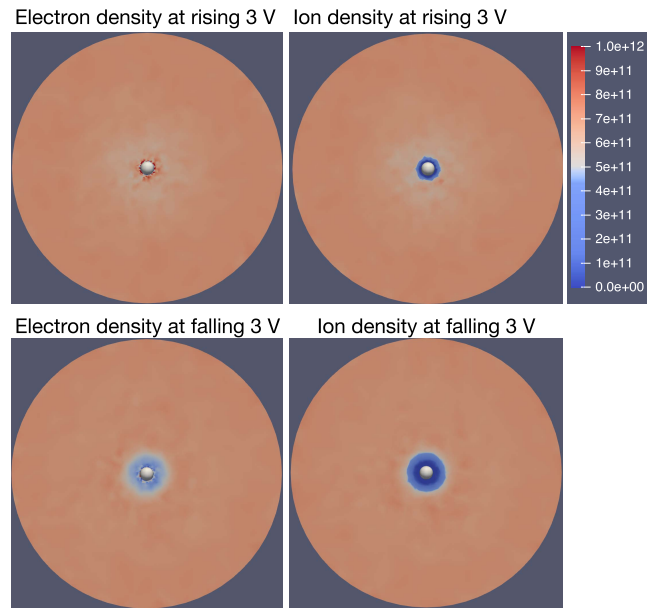 Electron density at rising 3 V
Ion density at rising 3 V
1.0e+12
9e+11
8e+11
7e+11
6e+11
5e+11
4e+11
3e+11
2e+11
1e+11
0.0e+00
Electron density at falling 3 V
Ion density at falling 3 V